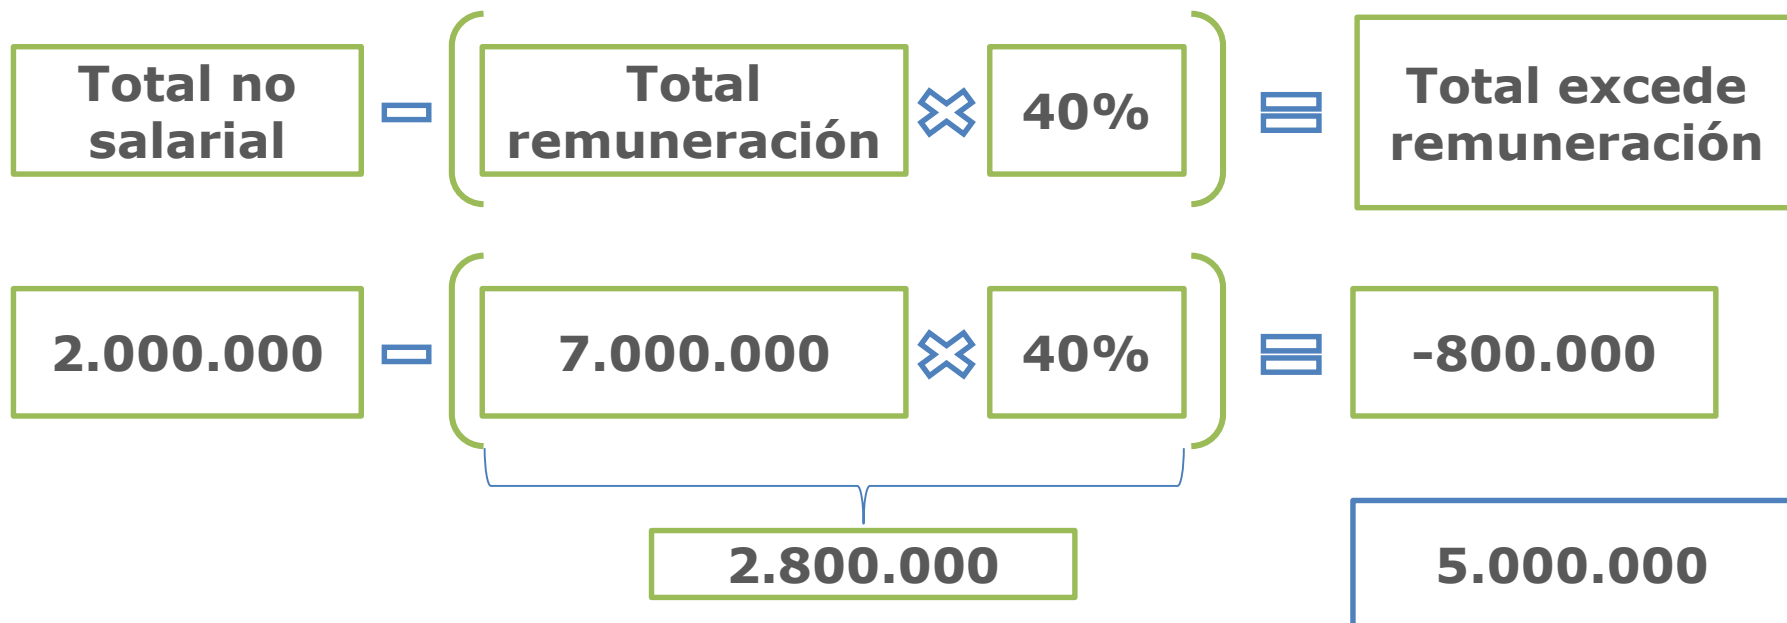 Total no
salarial
Total
remuneración
40%
Total excede
remuneración
2.000.000
7.000.000
40%
-800.000
2.800.000
5.000.000